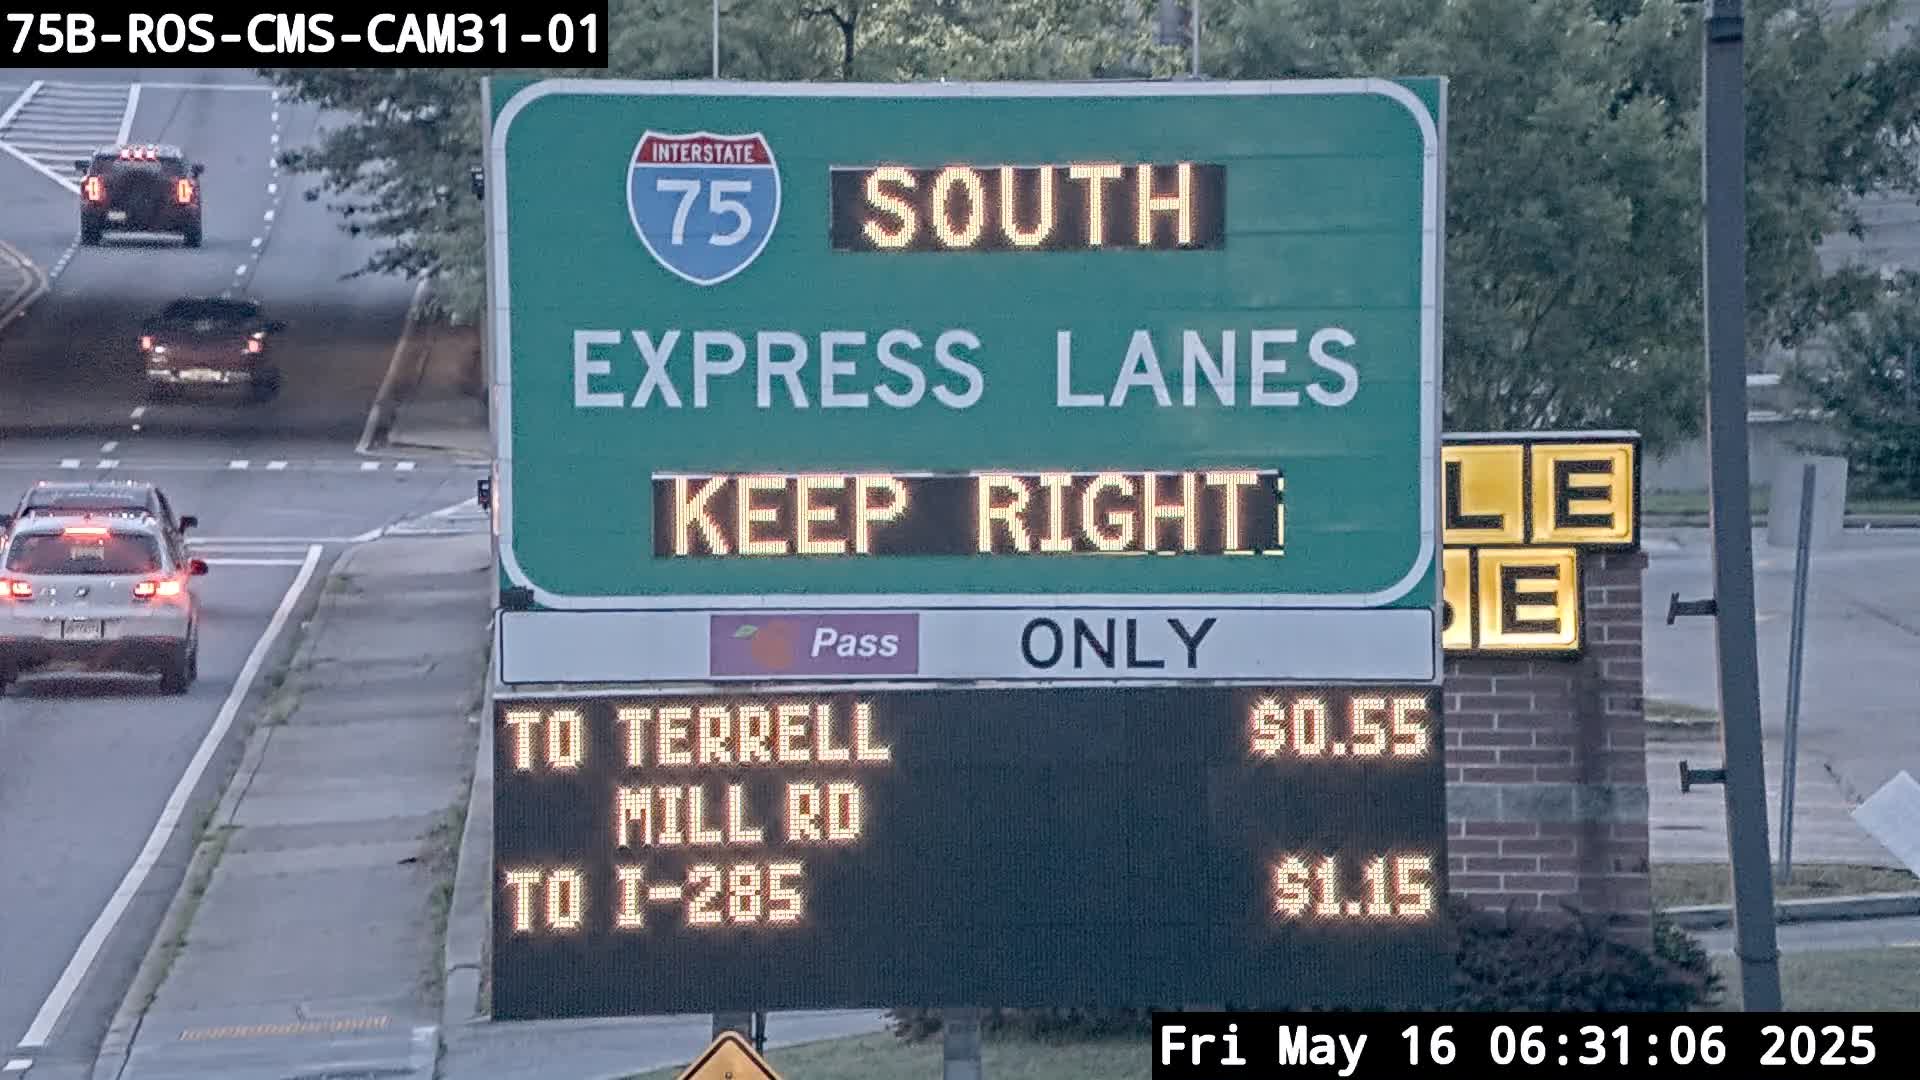 75B-ROS-CMS-CAM31-01
INTERSTATE
75
SOUTH
EXPRESS LANES
KEEP RIGHT
Pass ONLY
TO TERRELL $0.55
MILL RD
TO I-285 $1.15
LE
E
Fri May 16 06:31:06 2025